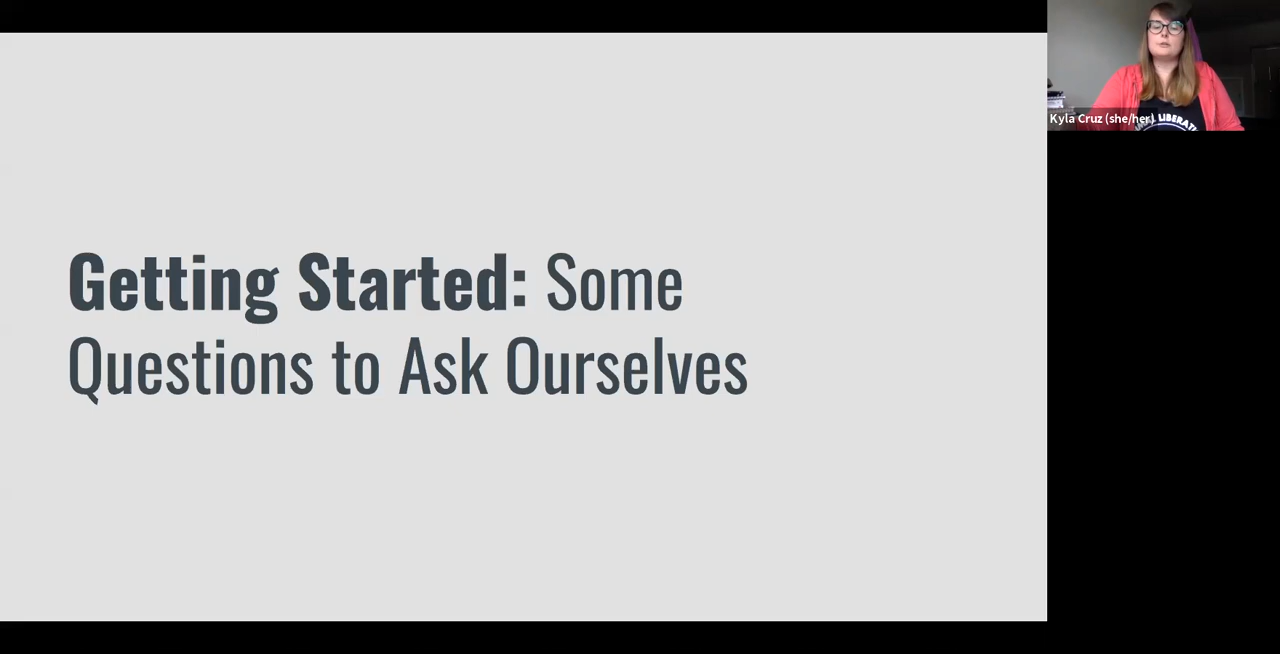 Getting Started: Some
Questions to Ask Ourselves
Kyla Cruz (she/her)